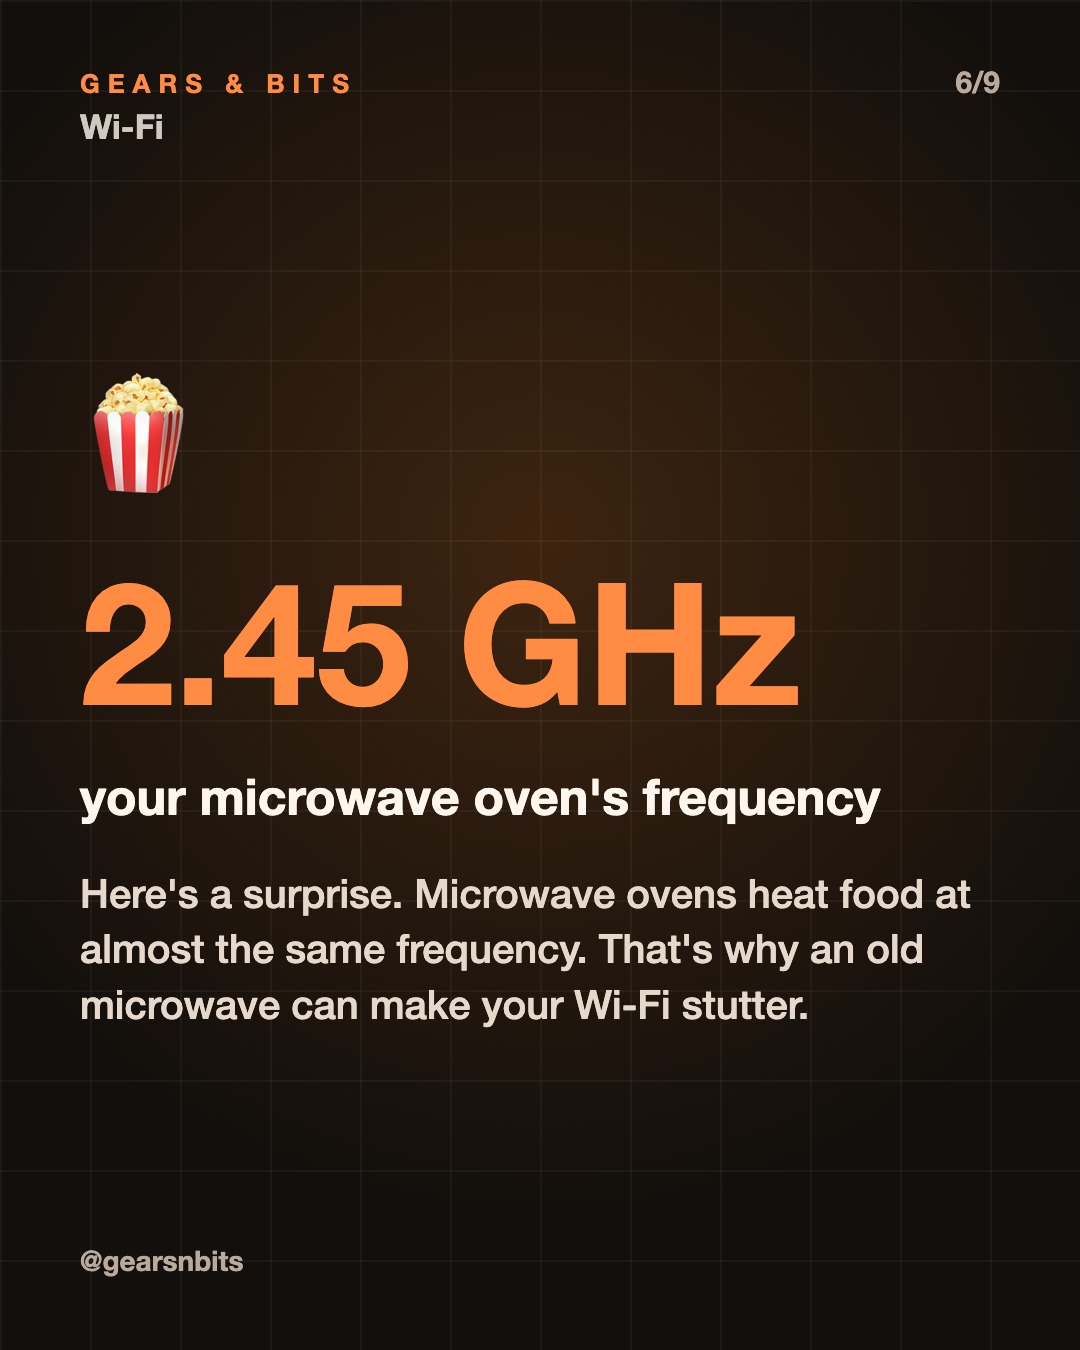 GEARS & BITS
6/9
Wi-Fi
2.45 GHz
your microwave oven's frequency
Here's a surprise. Microwave ovens heat food at
almost the same frequency. That's why an old
microwave can make your Wi-Fi stutter.
@gearsnbits